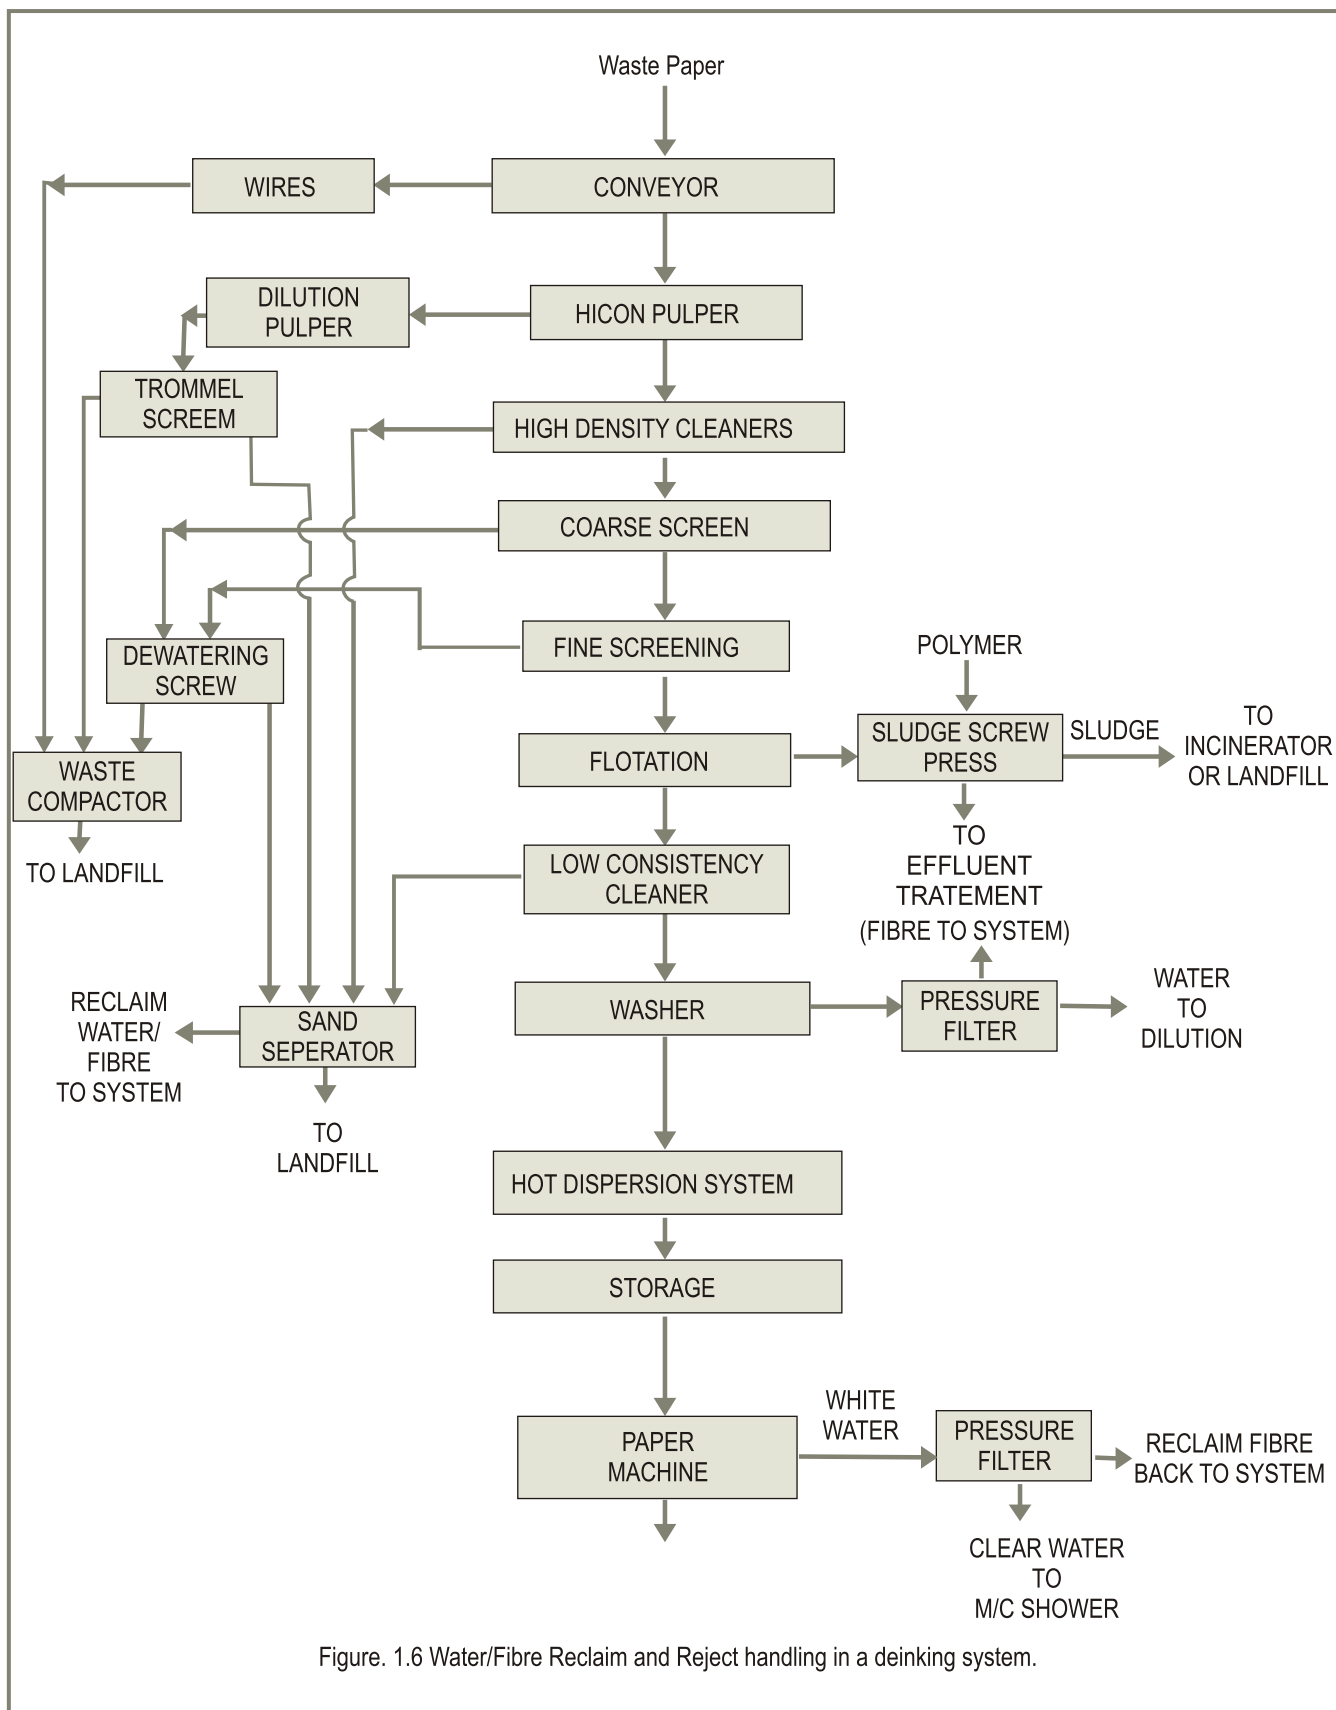 Waste Paper
WIRES
CONVEYOR
DILUTION
PULPER
HICON PULPER
TROMMEL
SCREEM
HIGH DENSITY CLEANERS
COARSE SCREEN
FINE SCREENING
DEWATERING
SCREW
POLYMER
FLOTATION
SLUDGE SCREW
PRESS
SLUDGE
TO
INCINERATOR
OR LANDFILL
WASTE
COMPACTOR
TO LANDFILL
TO
EFFLUENT
TRATEMENT
(FIBRE TO SYSTEM)
LOW CONSISTENCY
CLEANER
WASHER
PRESSURE
FILTER
WATER
TO
DILUTION
RECLAIM
WATER/
FIBRE
TO SYSTEM
SAND
SEPERATOR
TO
LANDFILL
HOT DISPERSION SYSTEM
STORAGE
PAPER
MACHINE
WHITE
WATER
PRESSURE
FILTER
RECLAIM FIBRE
BACK TO SYSTEM
CLEAR WATER
TO
M/C SHOWER
Figure. 1.6 Water/Fibre Reclaim and Reject handling in a deinking system.